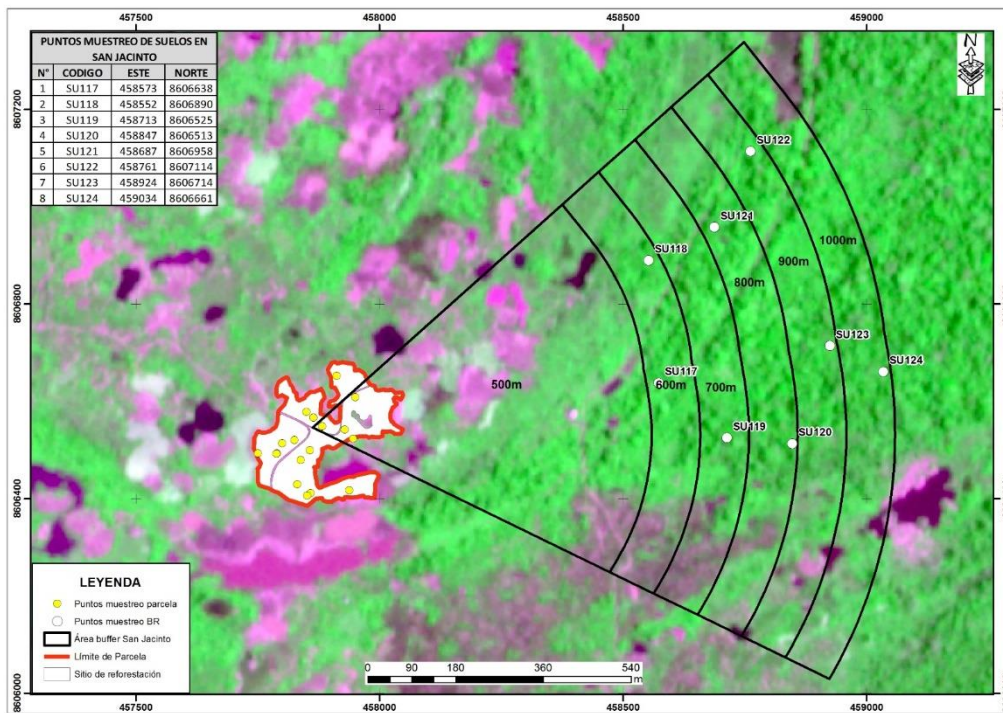 457500 458000 458500 459000
PUNTOS MUESTREO DE SUELOS EN
SAN JACINTO
N° CODIGO ESTE NORTE
1 SU117 458573 8606638
2 SU118 458552 8606890
3 SU119 458713 8606525
4 SU120 458847 8606513
5 SU121 458687 8606958
6 SU122 458761 8607114
7 SU123 458924 8606714
8 SU124 459034 8606661
N
8607200 8607200
SU122
SU121
1000m
SU118
900m
800m
8606800 8606800
SU123
SU124
SU117
500m 600m 700m
SU119
SU120
8606400 8606400
LEYENDA
Puntos muestreo parcela
Puntos muestreo BR
Área buffer San Jacinto
Límite de Parcela
Sitio de reforestación
0 90 180 360 540
m
8606000 8606000
457500 458000 458500 459000